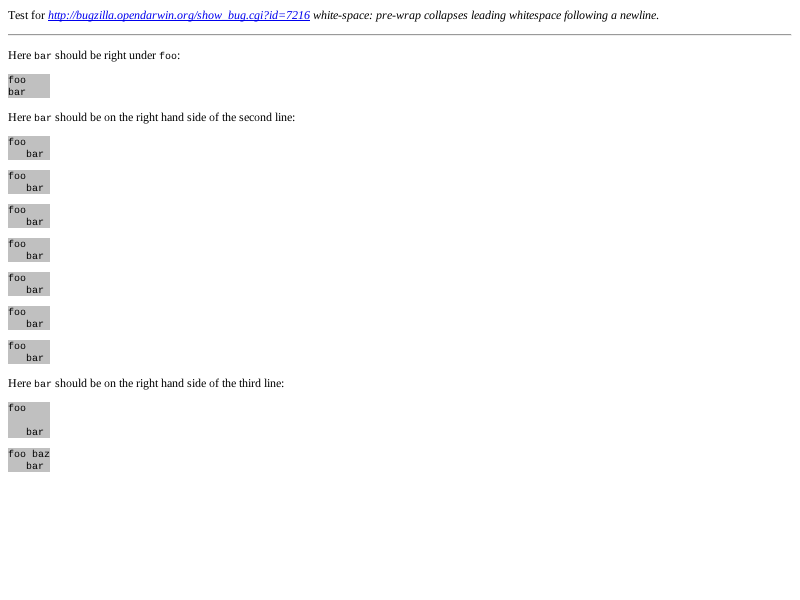 Test for http://bugzilla.opendarwin.org/show_bug.cgi?id=7216 white-space: pre-wrap collapses leading whitespace following a newline.
Here bar should be right under foo:
foo
bar
Here bar should be on the right hand side of the second line:
foo
   bar
foo
   bar
foo
   bar
foo
   bar
foo
   bar
foo
   bar
foo
   bar
Here bar should be on the right hand side of the third line:
foo

   bar
foo baz
   bar